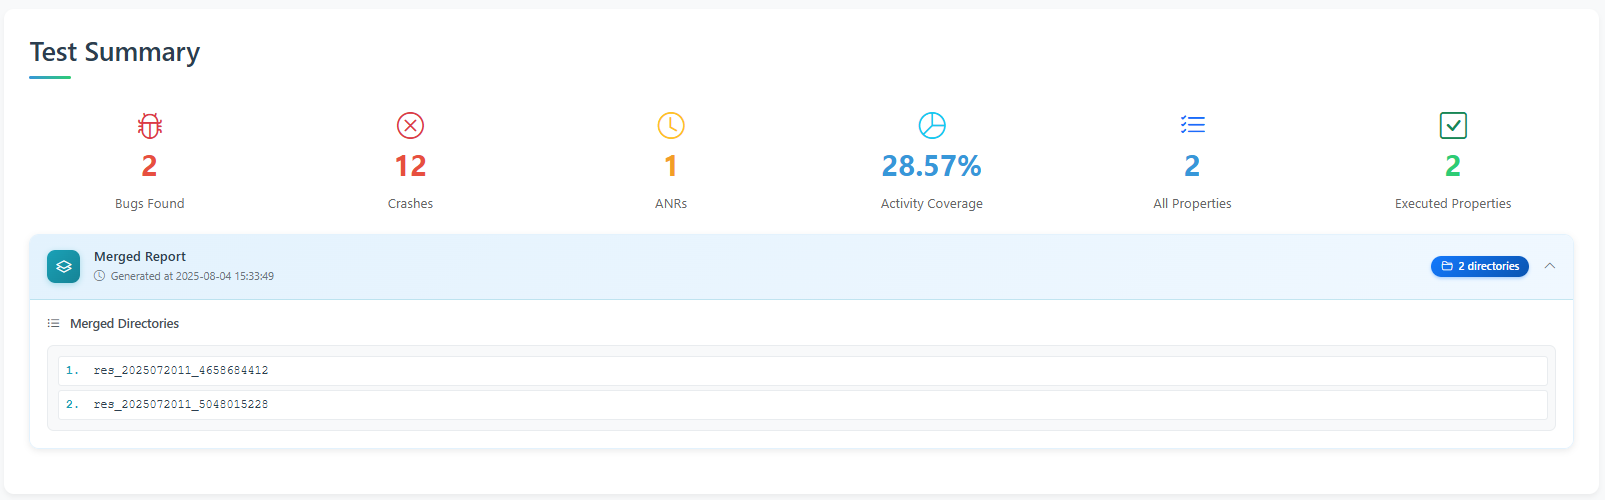 Test Summary
2
12
1
28.57%
2
2
Bugs Found
Crashes
ANRs
Activity Coverage
All Properties
Executed Properties
Merged Report
Generated at 2025-08-04 15:33:49
2 directories
Merged Directories
1. res_2025072011_4658684412
2. res_2025072011_5048015228